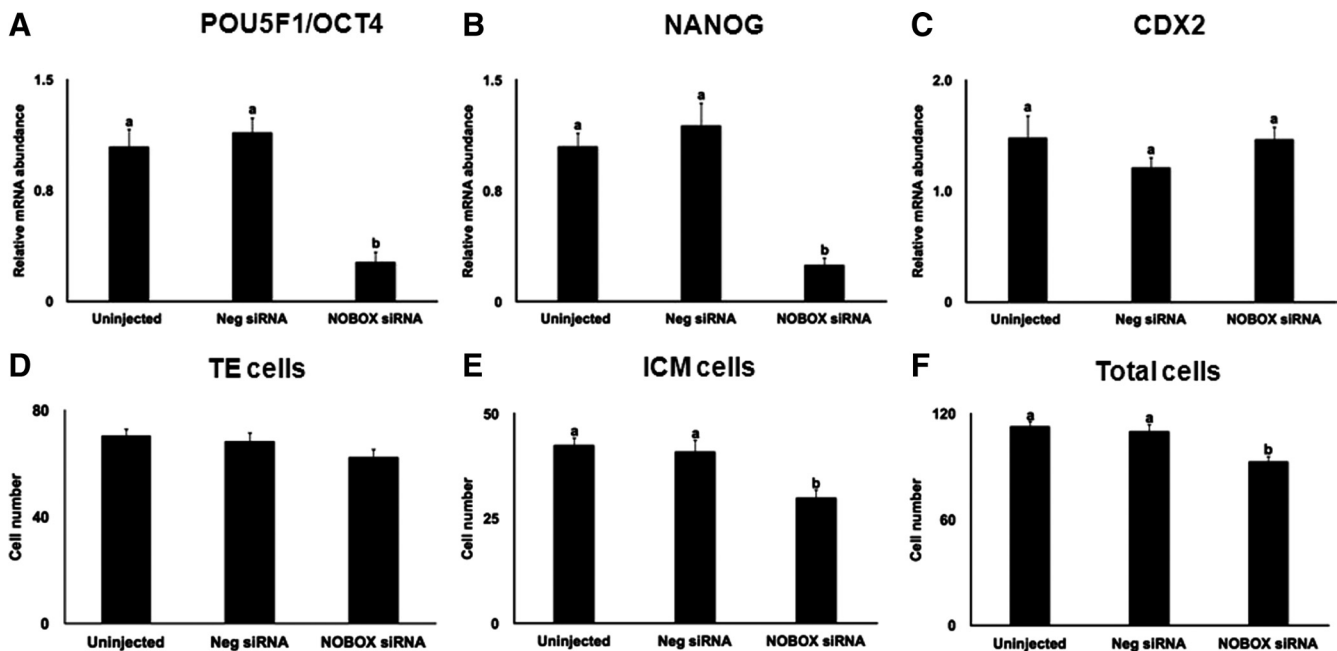 A POU5F1/OCT4
Relative mRNA abundance
1.5
0.8
0
a
a
b
Uninjected Neg siRNA NOBOX siRNA
B NANOG
Relative mRNA abundance
1.5
0.8
0
a
a
b
Uninjected Neg siRNA NOBOX siRNA
C CDX2
Relative mRNA abundance
2.0
1.0
0
a
a
a
Uninjected Neg siRNA NOBOX siRNA
D TE cells
Cell number
80
40
0
Uninjected Neg siRNA NOBOX siRNA
E ICM cells
Cell number
50
25
0
a
a
b
Uninjected Neg siRNA NOBOX siRNA
F Total cells
Cell number
120
60
0
a
a
b
Uninjected Neg siRNA NOBOX siRNA